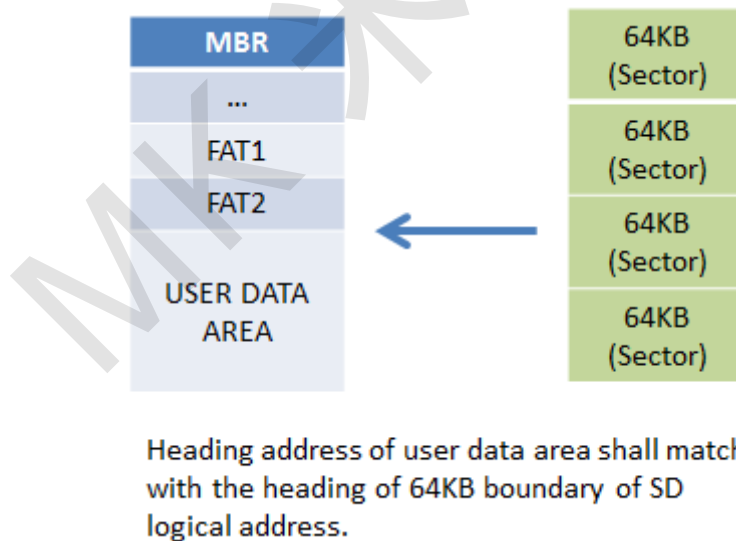 MBR
...
FAT1
FAT2
USER DATA
AREA
64KB
(Sector)
64KB
(Sector)
64KB
(Sector)
64KB
(Sector)
Heading address of user data area shall match
with the heading of 64KB boundary of SD
logical address.
MK